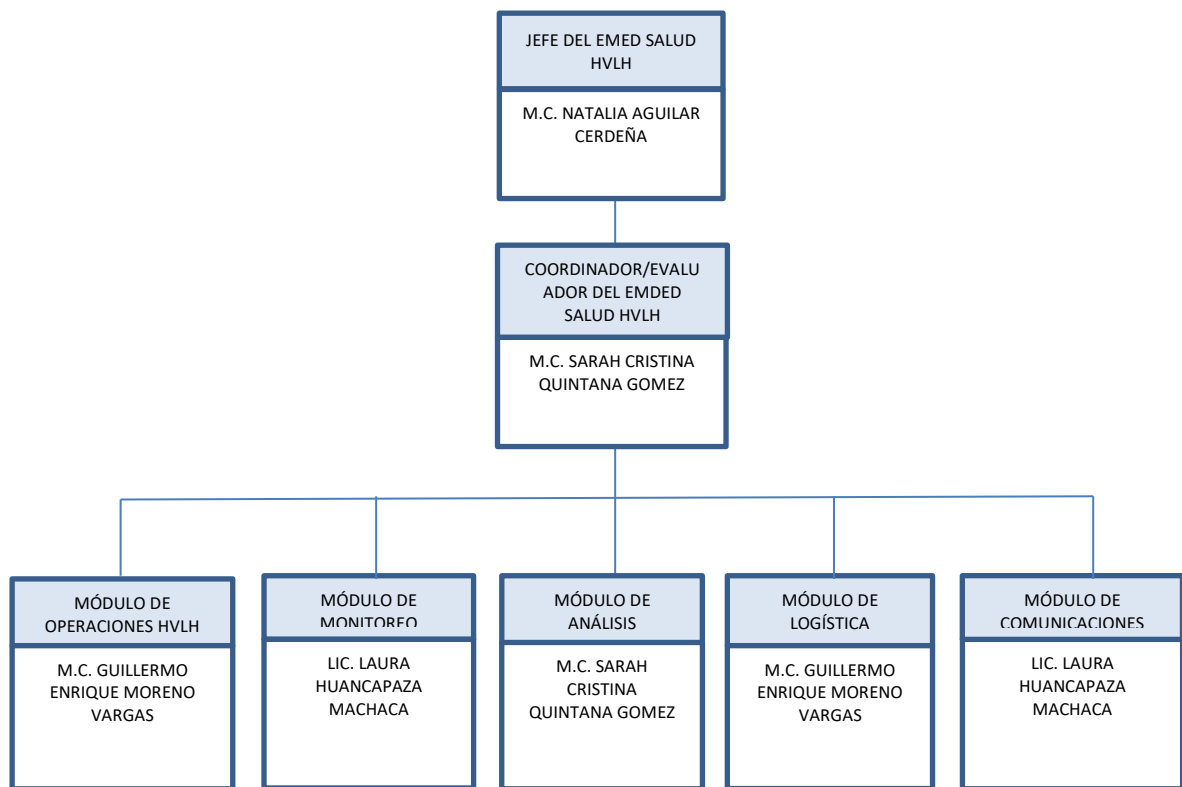 JEFE DEL EMED SALUD
HVLH
M.C. NATALIA AGUILAR
CERDEÑA
COORDINADOR/EVALU
ADOR DEL EMDED
SALUD HVLH
M.C. SARAH CRISTINA
QUINTANA GOMEZ
MÓDULO DE
OPERACIONES HVLH
M.C. GUILLERMO
ENRIQUE MORENO
VARGAS
MÓDULO DE
MONITOREO
LIC. LAURA
HUANCAPAZA
MACHACA
MÓDULO DE
ANÁLISIS
M.C. SARAH
CRISTINA
QUINTANA GOMEZ
MÓDULO DE
LOGÍSTICA
M.C. GUILLERMO
ENRIQUE MORENO
VARGAS
MÓDULO DE
COMUNICACIONES
LIC. LAURA
HUANCAPAZA
MACHACA